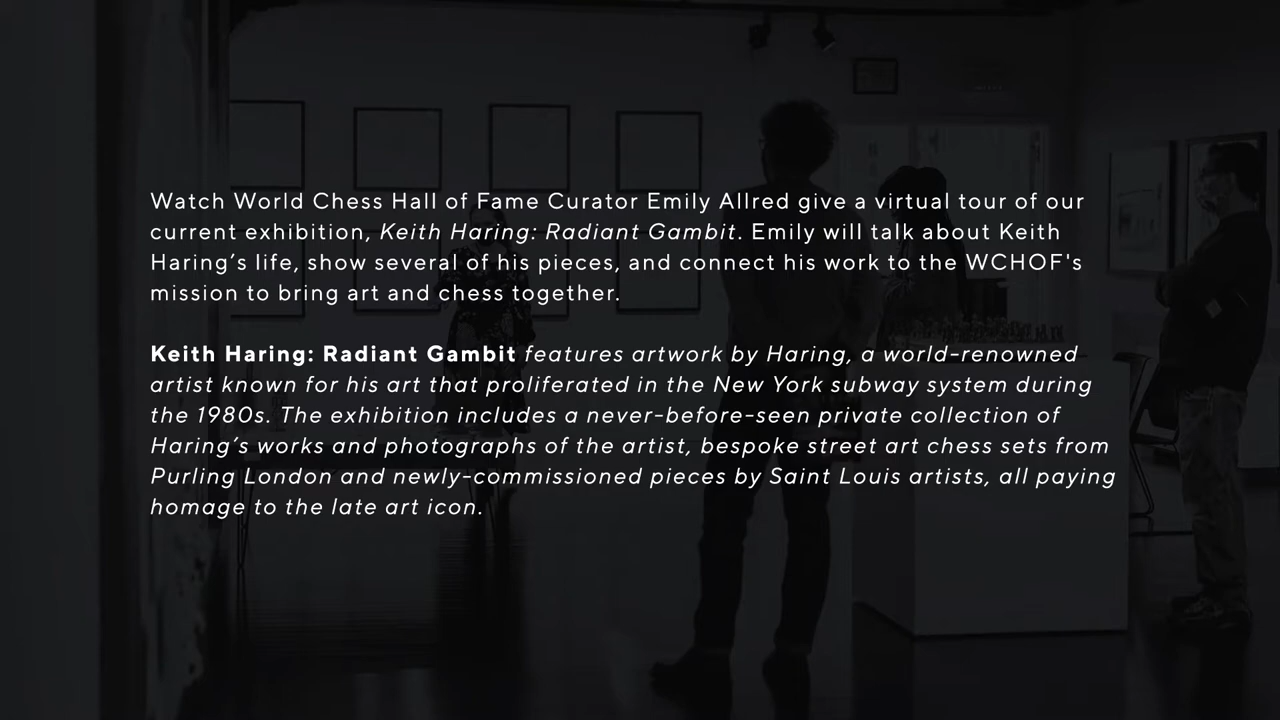 Watch World Chess Hall of Fame Curator Emily Allred give a virtual tour of our
current exhibition, Keith Haring: Radiant Gambit. Emily will talk about Keith
Haring’s life, show several of his pieces, and connect his work to the WCHOF's
mission to bring art and chess together.
Keith Haring: Radiant Gambit features artwork by Haring, a world-renowned
artist known for his art that proliferated in the New York subway system during
the 1980s. The exhibition includes a never-before-seen private collection of
Haring’s works and photographs of the artist, bespoke street art chess sets from
Purling London and newly-commissioned pieces by Saint Louis artists, all paying
homage to the late art icon.